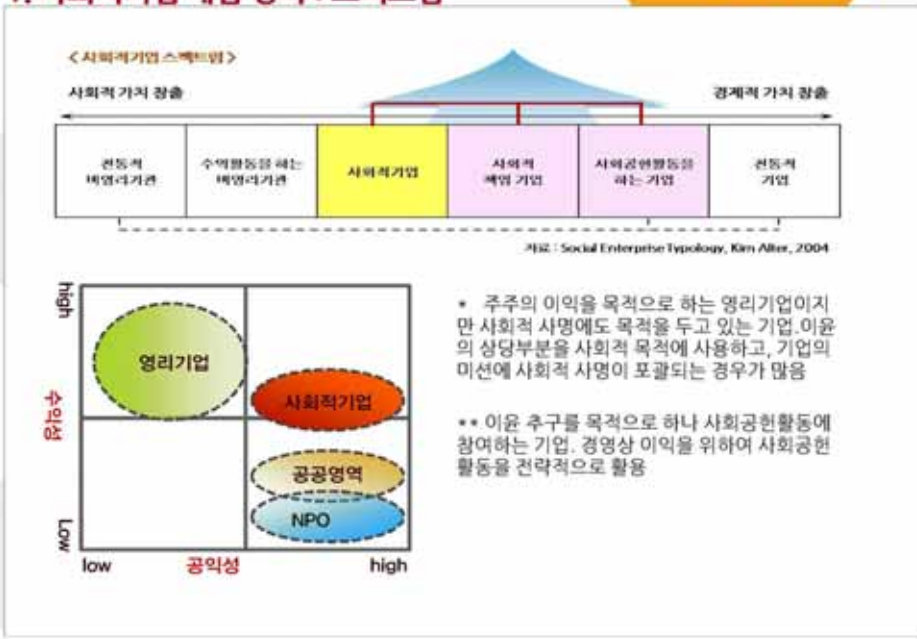 <사회적기업 스펙트럼>
사회적 가치 창출
경제적 가치 창출
전통적
비영리기관
수익활동을 하는
비영리기관
사회적기업
사회적
책임 기업
사회공헌활동을
하는 기업
전통적
기업
자료 : Social Enterprise Typology, Kim Alter, 2004
high
수익성
Low
영리기업
사회적기업
공공영역
NPO
low
공익성
high
* 주주의 이익을 목적으로 하는 영리기업이지
만 사회적 사명에도 목적을 두고 있는 기업.이윤
의 상당부분을 사회적 목적에 사용하고, 기업의
미션에 사회적 사명이 포괄되는 경우가 많음
** 이윤 추구를 목적으로 하나 사회공헌활동에
참여하는 기업. 경영상 이익을 위하여 사회공헌
활동을 전략적으로 활용